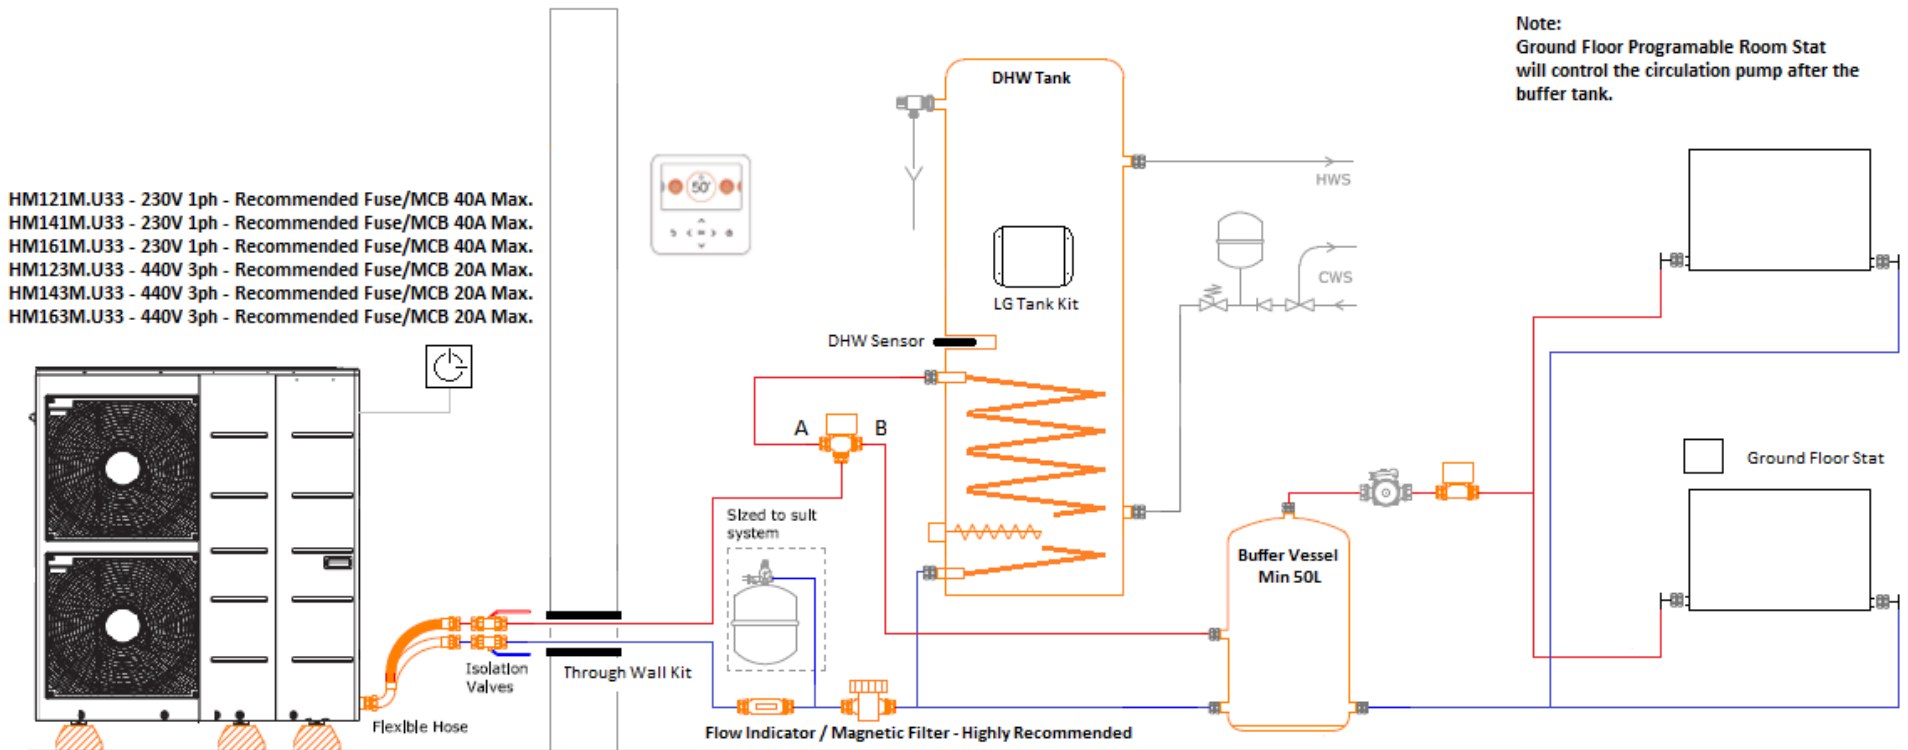 Note:
Ground Floor Programable Room Stat
will control the circulation pump after the
buffer tank.
DHW Tank
HWS
HM121M.U33 - 230V 1ph - Recommended Fuse/MCB 40A Max.
HM141M.U33 - 230V 1ph - Recommended Fuse/MCB 40A Max.
HM161M.U33 - 230V 1ph - Recommended Fuse/MCB 40A Max.
HM123M.U33 - 440V 3ph - Recommended Fuse/MCB 20A Max.
HM143M.U33 - 440V 3ph - Recommended Fuse/MCB 20A Max.
HM163M.U33 - 440V 3ph - Recommended Fuse/MCB 20A Max.
50°
CWS
LG Tank Kit
DHW Sensor
A
B
Ground Floor Stat
Sized to suit
system
Buffer Vessel
Min 50L
Isolation
Valves
Through Wall Kit
Flexible Hose
Flow Indicator / Magnetic Filter - Highly Recommended